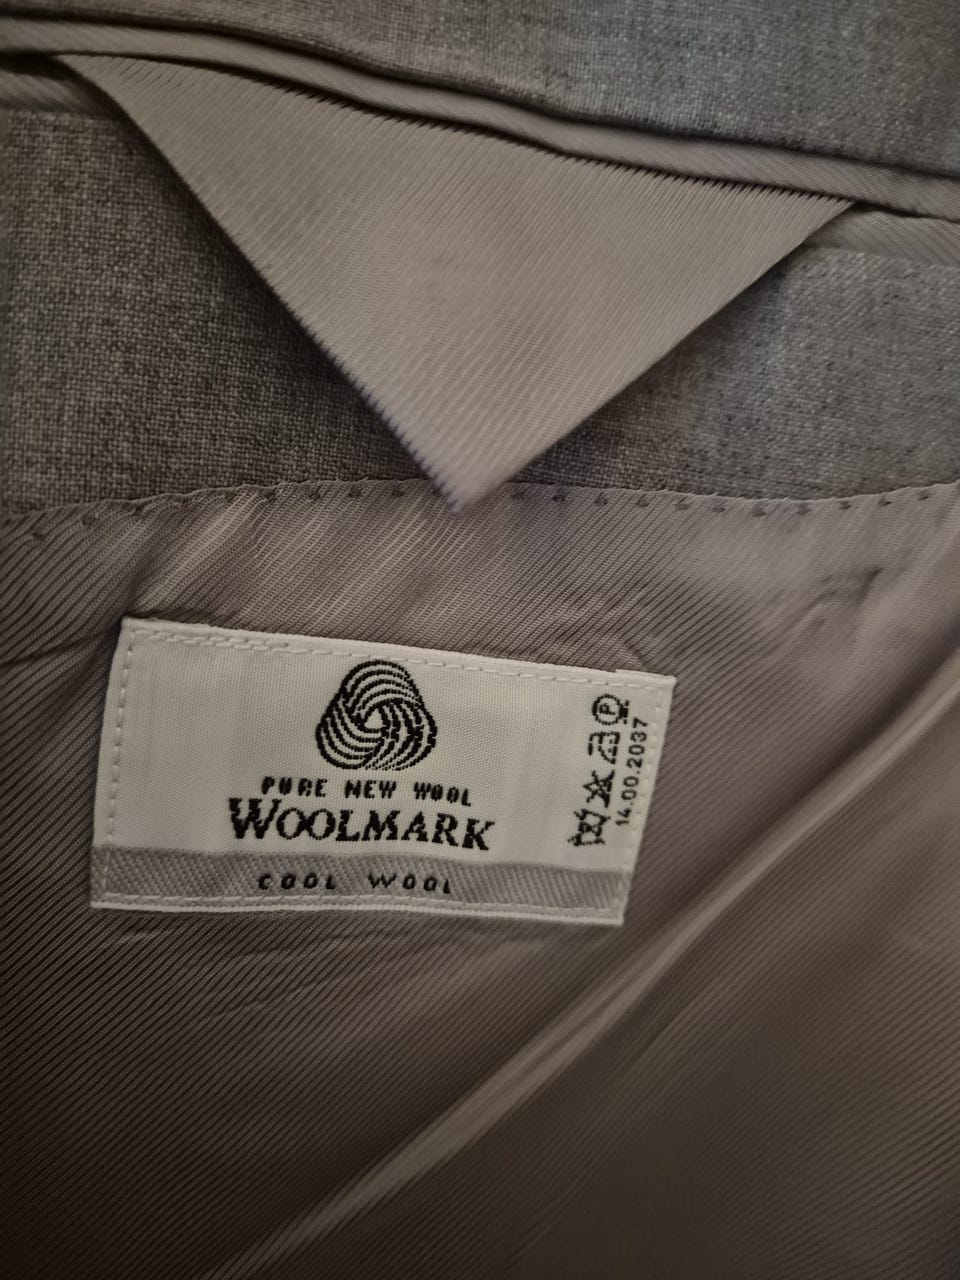 PURE NEW WOOL
WOOLMARK
COOL WOOL
P
14.00.2037